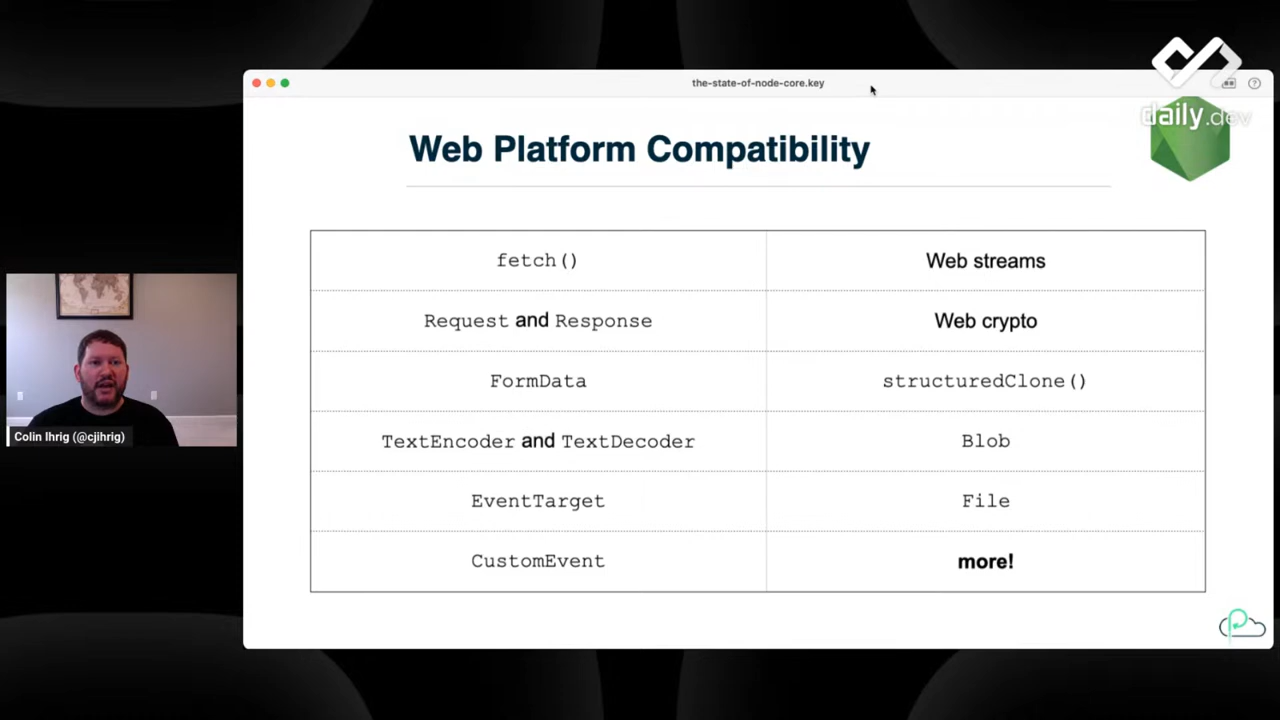 the-state-of-node-core.key
daily.dev
Web Platform Compatibility
fetch() Web streams
Request and Response Web crypto
FormData structuredClone()
TextEncoder and TextDecoder Blob
EventTarget File
CustomEvent more!
Colin Ihrig (@cjihrig)